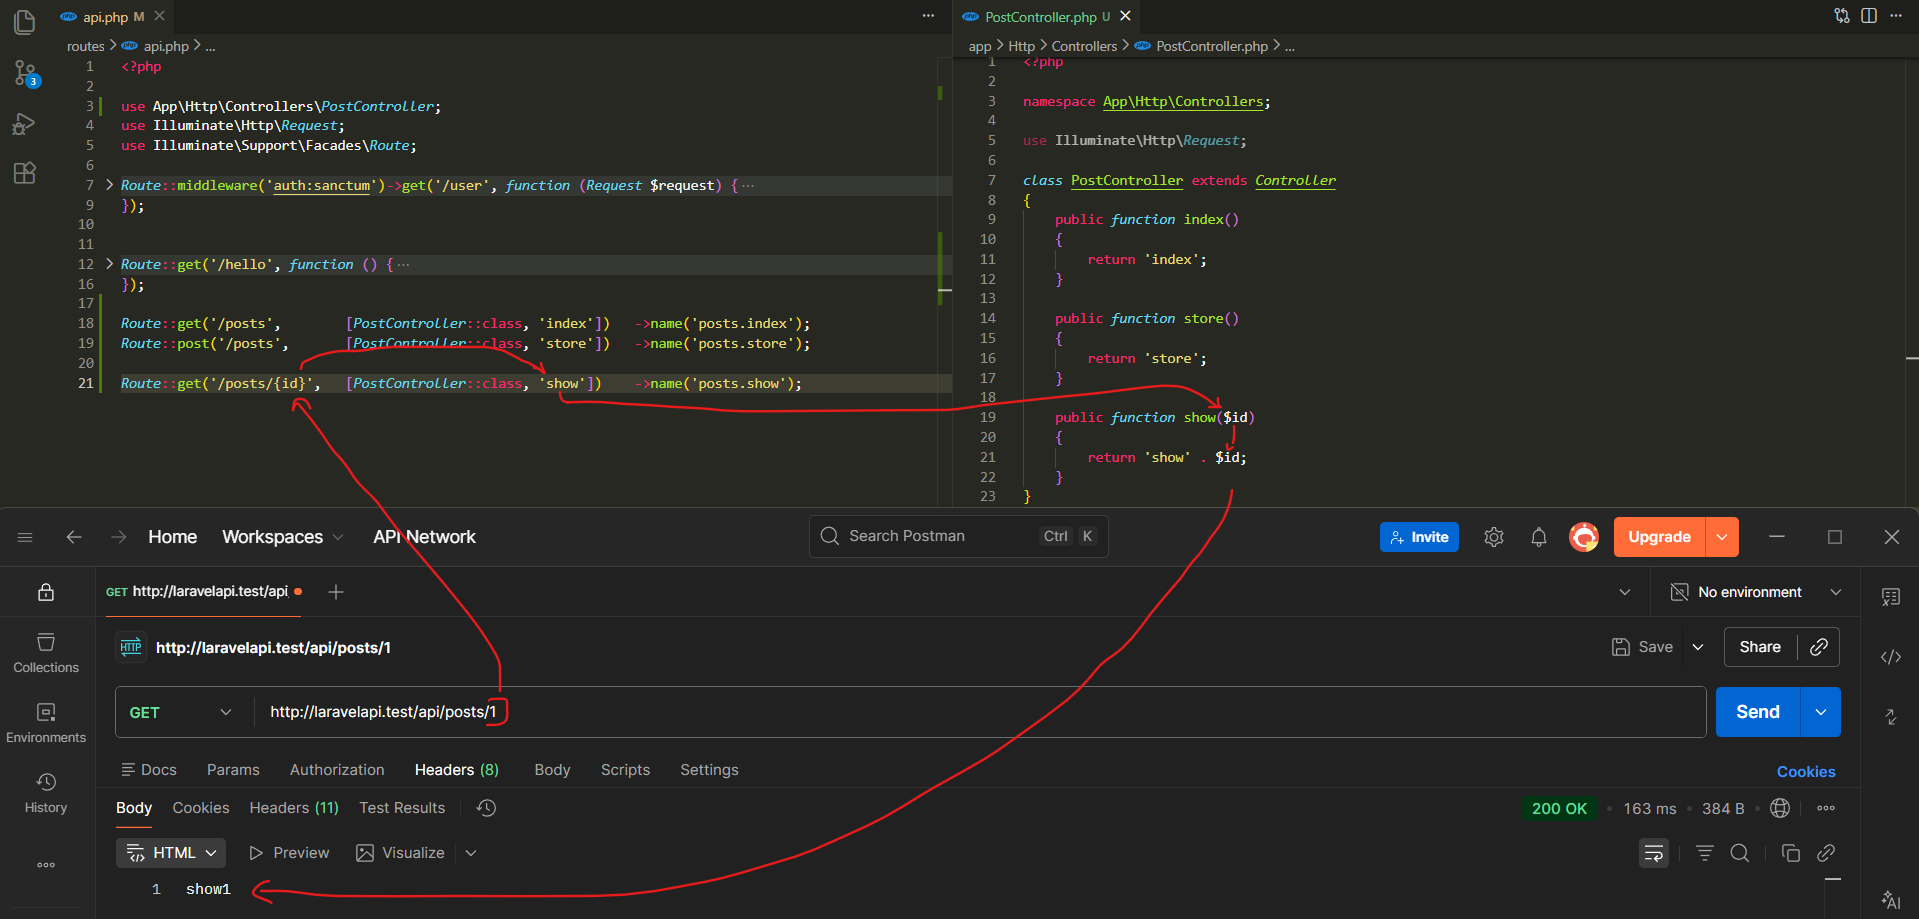 api.php M
routes > api.php > ...
1 <?php
2
3 use App\Http\Controllers\PostController;
4 use Illuminate\Http\Request;
5 use Illuminate\Support\Facades\Route;
6
7 Route::middleware('auth:sanctum')->get('/user', function (Request $request) {...
9 });
10
11
12 Route::get('/hello', function () {...
16 });
17
18 Route::get('/posts', [PostController::class, 'index']) ->name('posts.index');
19 Route::post('/posts', [PostController::class, 'store']) ->name('posts.store');
20
21 Route::get('/posts/{id}', [PostController::class, 'show']) ->name('posts.show');
3
PostController.php U
app > Http > Controllers > PostController.php > ...
1 <?php
2
3 namespace App\Http\Controllers;
4
5 use Illuminate\Http\Request;
6
7 class PostController extends Controller
8 {
9 public function index()
10 {
11 return 'index';
12 }
13
14 public function store()
15 {
16 return 'store';
17 }
18
19 public function show($id)
20 {
21 return 'show' . $id;
22 }
23 }
Home Workspaces API Network Search Postman Ctrl K Invite Upgrade
GET http://laravelapi.test/api No environment
HTTP http://laravelapi.test/api/posts/1 Save Share
Collections
Environments
History
GET http://laravelapi.test/api/posts/1 Send
Docs Params Authorization Headers (8) Body Scripts Settings Cookies
Body Cookies Headers (11) Test Results 200 OK 163 ms 384 B
HTML Preview Visualize
1 show1
AI